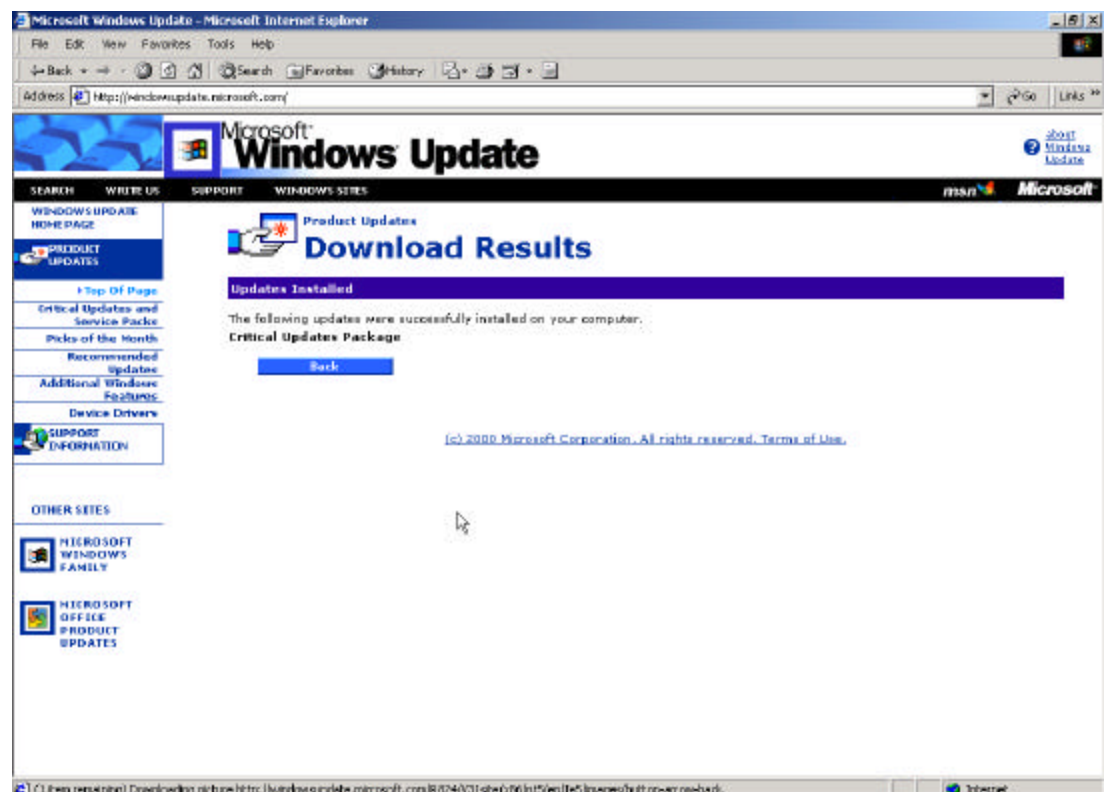 Microsoft Windows Update - Microsoft Internet Explorer
File Edit View Favorites Tools Help
Back Search Favorites History
Address http://windowsupdate.microsoft.com/ Go Links »
Microsoft
Windows Update
about
Windows
Update
SEARCH WRITE US SUPPORT WINDOWS SITES msn Microsoft
WINDOWS UPDATE
HOME PAGE
PRODUCT
UPDATES
Top Of Page
Critical Updates and
Service Packs
Picks of the Month
Recommended
Updates
Additional Windows
Features
Device Drivers
SUPPORT
INFORMATION
OTHER SITES
MICROSOFT
WINDOWS
FAMILY
MICROSOFT
OFFICE
PRODUCT
UPDATES
Product Updates
Download Results
Updates Installed
The following updates were successfully installed on your computer.
Critical Updates Package
Back
(c) 2000 Microsoft Corporation. All rights reserved. Terms of Use.
(1 item remaining) Downloading picture Internet